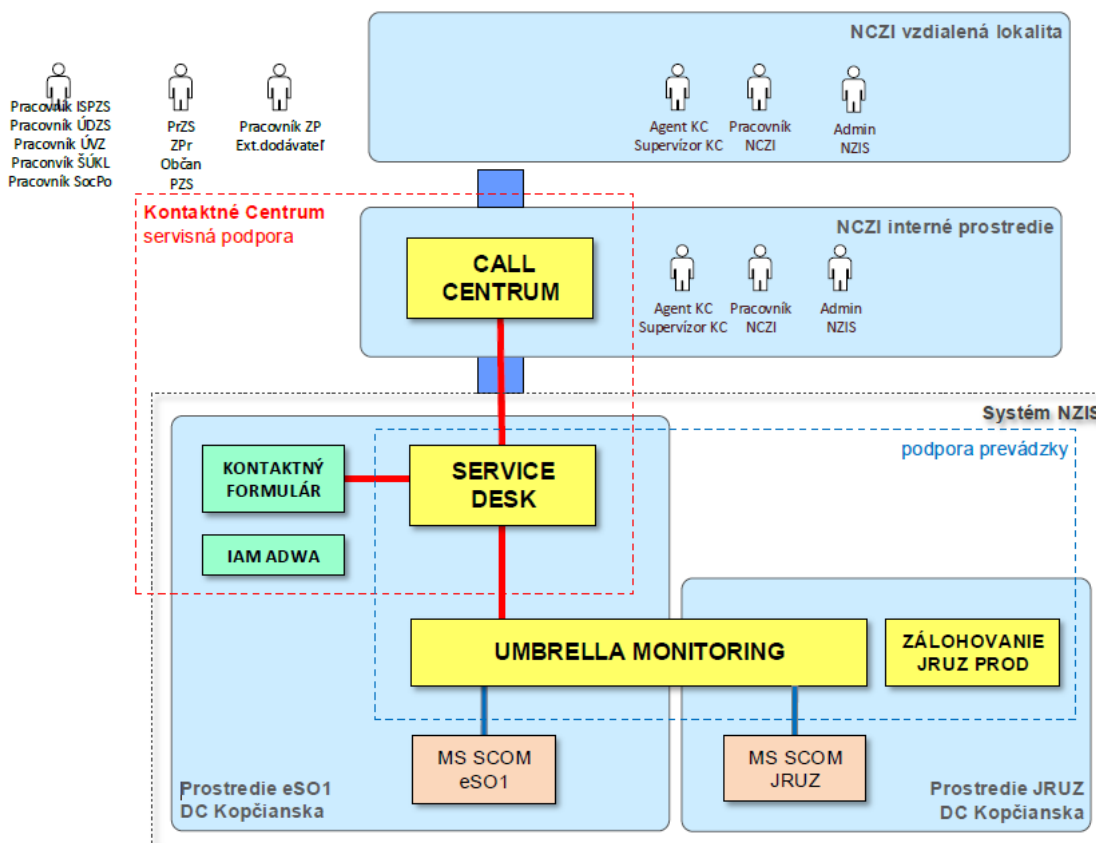 NCZI vzdialená lokalita
Pracovník ISPZS
Pracovník ÚDZS
Pracovník ÚVZ
Praconvík ŠÚKL
Pracovník SocPo
PrZS
ZPr
Občan
PZS
Pracovník ZP
Ext.dodávateľ
Agent KC
Supervízor KC
Pracovník
NCZI
Admin
NZIS
Kontaktné Centrum
servisná podpora
NCZI interné prostredie
CALL
CENTRUM
Agent KC
Supervízor KC
Pracovník
NCZI
Admin
NZIS
Systém NZIS
podpora prevádzky
KONTAKTNÝ
FORMULÁR
SERVICE
DESK
IAM ADWA
UMBRELLA MONITORING
ZÁLOHOVANIE
JRUZ PROD
MS SCOM
eSO1
MS SCOM
JRUZ
Prostredie eSO1
DC Kopčianska
Prostredie JRUZ
DC Kopčianska